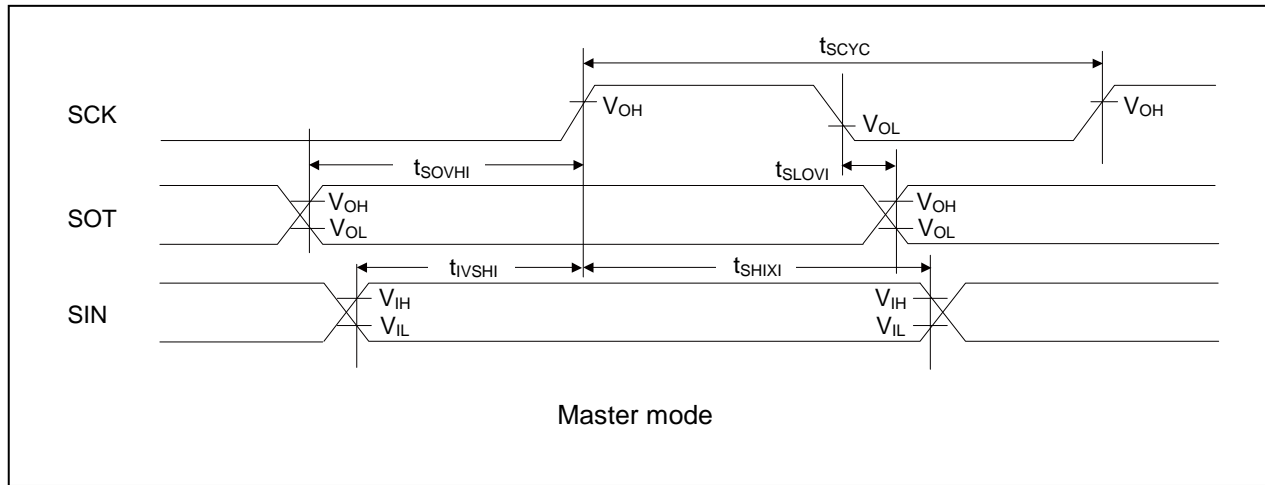 tSCYC
SCK
VOH
VOL
VOH
tSOVHI
tSLOVI
SOT
VOH
VOL
VOH
VOL
tIVSHI
tSHIXI
SIN
VIH
VIL
VIH
VIL
Master mode